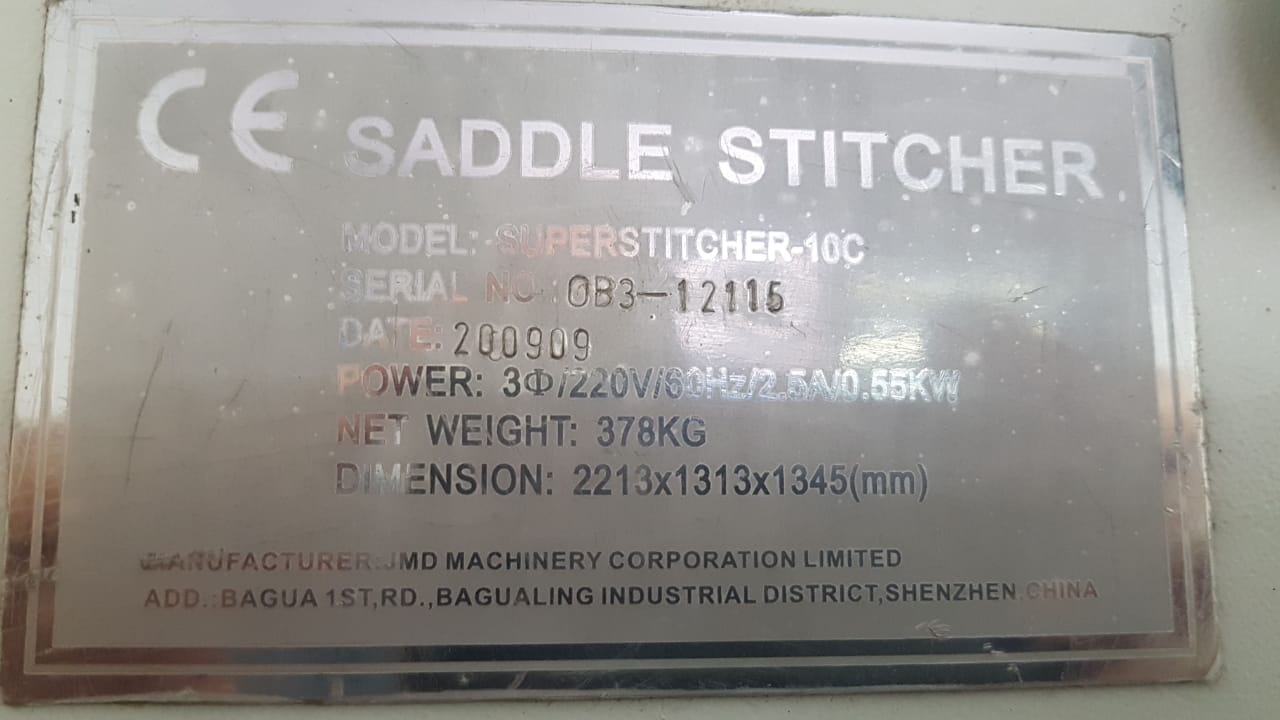 CE SADDLE STITCHER
MODEL: SUPERSTITCHER-10C
SERIAL NO 0B3-12115
DATE: 200909
POWER: 3Φ/220V/60Hz/2.5A/0.55KW
NET WEIGHT: 378KG
DIMENSION: 2213x1313x1345(mm)
MANUFACTURER:JMD MACHINERY CORPORATION LIMITED
ADD.:BAGUA 1ST,RD.,BAGUALING INDUSTRIAL DISTRICT,SHENZHEN.CHINA